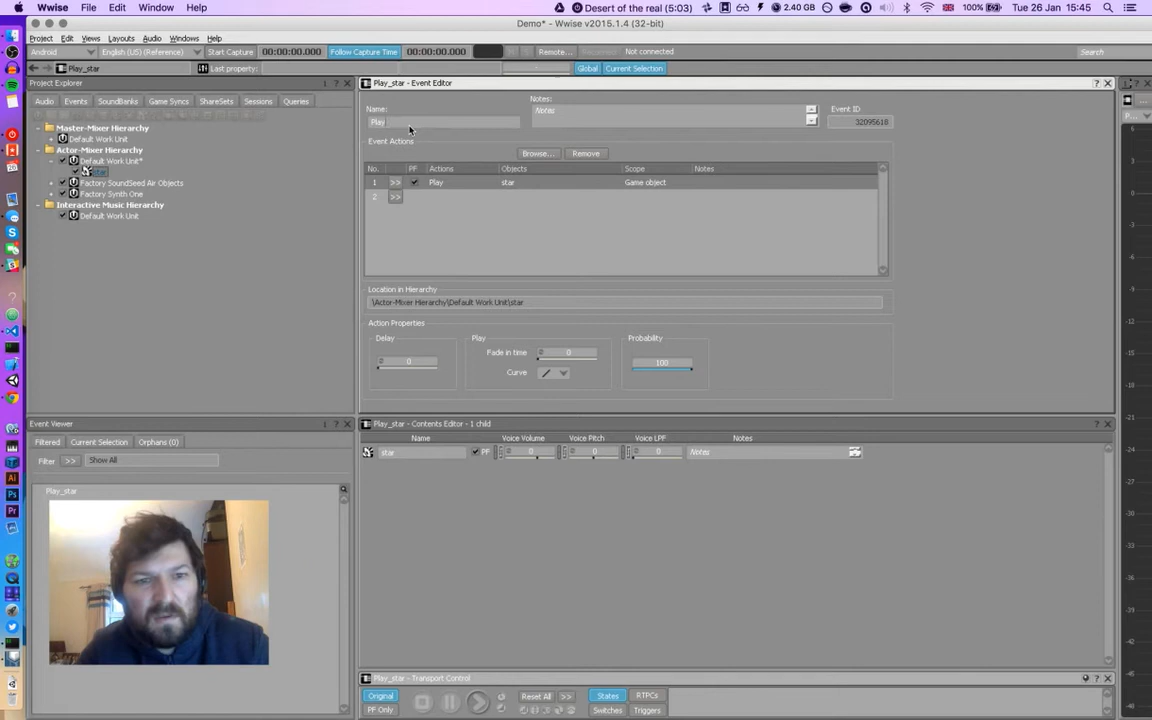 Wwise File Edit Window Help Desert of the real (5:03) 2.40 GB 100% Tue 26 Jan 15:45
Demo* - Wwise v2015.1.4 (32-bit)
Project Edit Views Layouts Audio Windows Help
Android English (US) (Reference) Start Capture 00:00:00.000 Follow Capture Time 00:00:00.000 Remote... Not connected Search
Play_star Last property: Global Current Selection
Project Explorer
Audio Events SoundBanks Game Syncs ShareSets Sessions Queries
Master-Mixer Hierarchy
Default Work Unit
Actor-Mixer Hierarchy
Default Work Unit*
star
Factory SoundSeed Air Objects
Factory Synth One
Interactive Music Hierarchy
Default Work Unit
Play_star - Event Editor
Name: Notes: Event ID
Play Notes 32095618
Event Actions
Browse... Remove
No. PF Actions Objects Scope Notes
1 >> Play star Game object
2 >>
Location in Hierarchy
\Actor-Mixer Hierarchy\Default Work Unit\star
Action Properties
Delay Play Probability
0 Fade in time 0 100
Curve
Event Viewer
Filtered Current Selection Orphans (0)
Filter >> Show All
Play_star
Play_star - Contents Editor - 1 child
Name Voice Volume Voice Pitch Voice LPF Notes
star PF 0 0 0 Notes
Play_star - Transport Control
Original Reset All >> States RTPCs
PF Only Switches Triggers